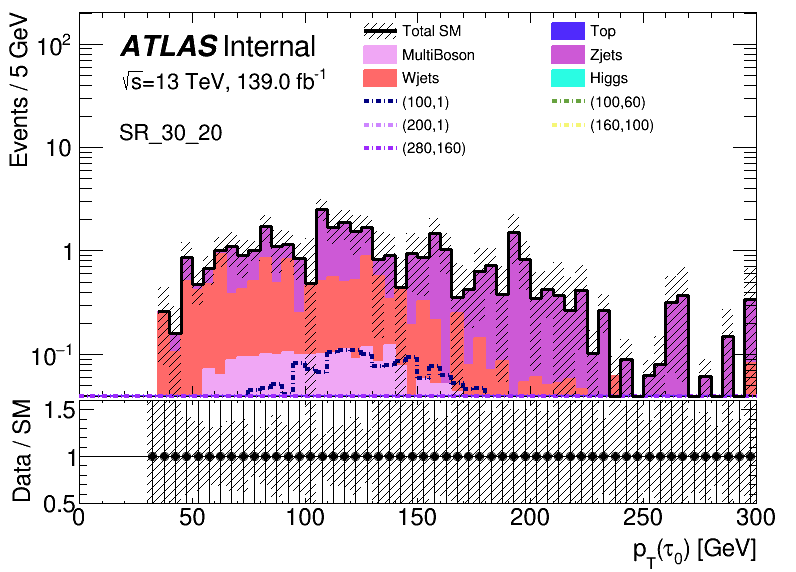 ATLAS Internal
√s=13 TeV, 139.0 fb⁻¹
SR_30_20
Total SM
Top
MultiBoson
Zjets
Wjets
Higgs
(100,1)
(100,60)
(200,1)
(160,100)
(280,160)
Events / 5 GeV
10²
10
1
10⁻¹
Data / SM
1.5
1
0.5
0 50 100 150 200 250 300
p_T(τ₀) [GeV]